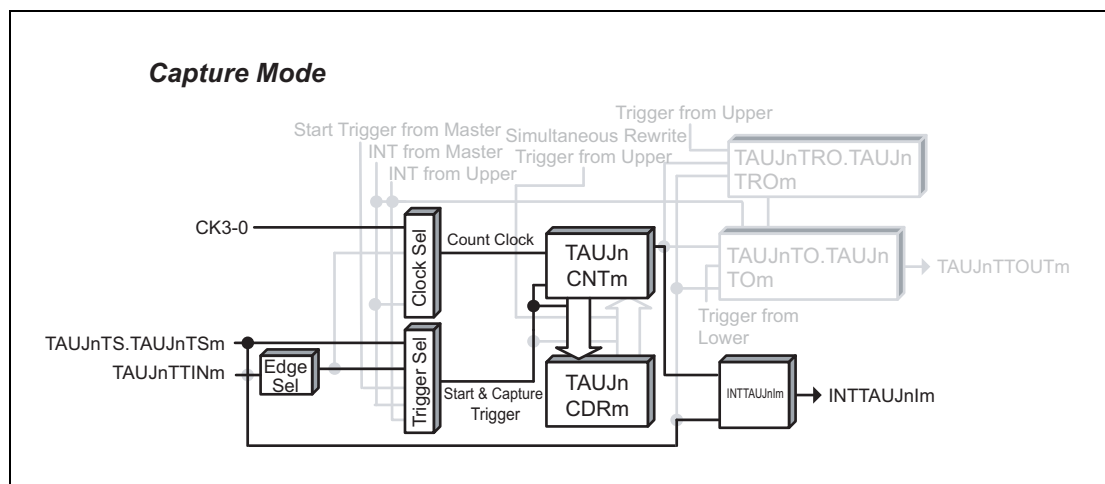 Capture Mode
Trigger from Upper
Start Trigger from Master
Simultaneous Rewrite
INT from Master
Trigger from Upper
INT from Upper
TAUJnTRO.TAUJn
TROm
CK3-0
Clock Sel
Count Clock
TAUJn
CNTm
TAUJnTO.TAUJn
TOm
TAUJnTTOUTm
Trigger from
Lower
TAUJnTS.TAUJnTSm
TAUJnTTINm
Edge
Sel
Trigger Sel
Start & Capture
Trigger
TAUJn
CDRm
INTTAUJnIm
INTTAUJnIm